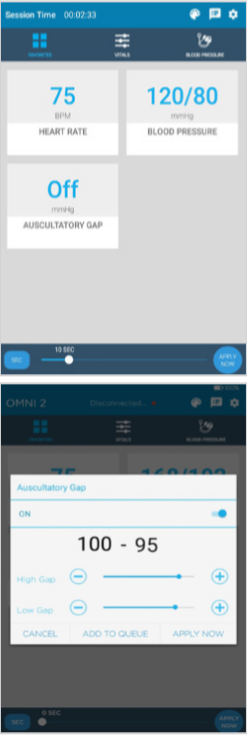 Session Time 00:02:33
FAVORITES VITALS BLOOD PRESSURE
75 120/80
BPM mmHg
HEART RATE BLOOD PRESSURE
Off
mmHg
AUSCULTATORY GAP
10 SEC
SEC APPLY NOW
OMNI 2 Disconnected...
FAVORITES VITALS BLOOD PRESSURE
75
Auscultatory Gap
ON
100 - 95
High Gap
Low Gap
CANCEL ADD TO QUEUE APPLY NOW
0 SEC
SEC APPLY NOW